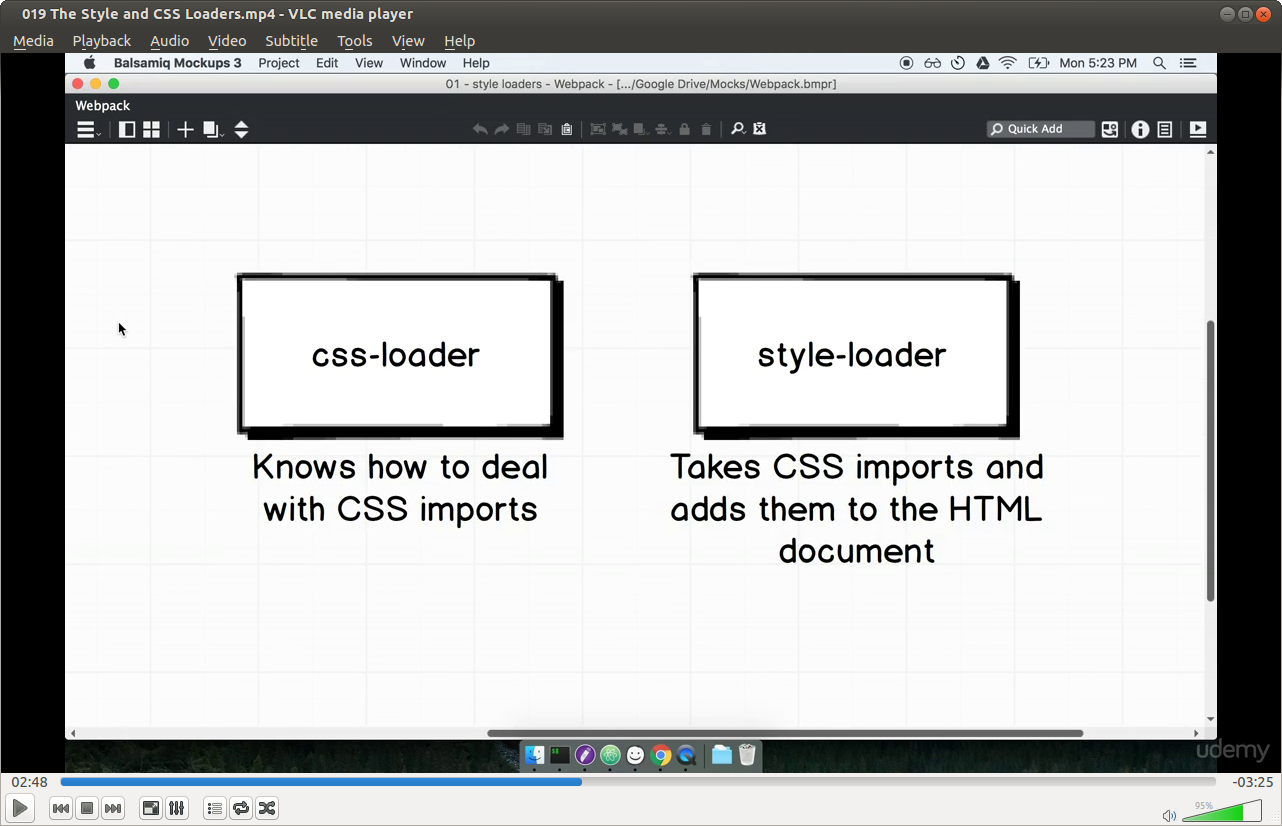 019 The Style and CSS Loaders.mp4 - VLC media player
Media Playback Audio Video Subtitle Tools View Help
Balsamiq Mockups 3 Project Edit View Window Help Mon 5:23 PM
01 - style loaders - Webpack - [.../Google Drive/Mocks/Webpack.bmpr]
Webpack
Quick Add
css-loader
style-loader
Knows how to deal
with CSS imports
Takes CSS imports and
adds them to the HTML
document
udemy
02:48
-03:25
95%